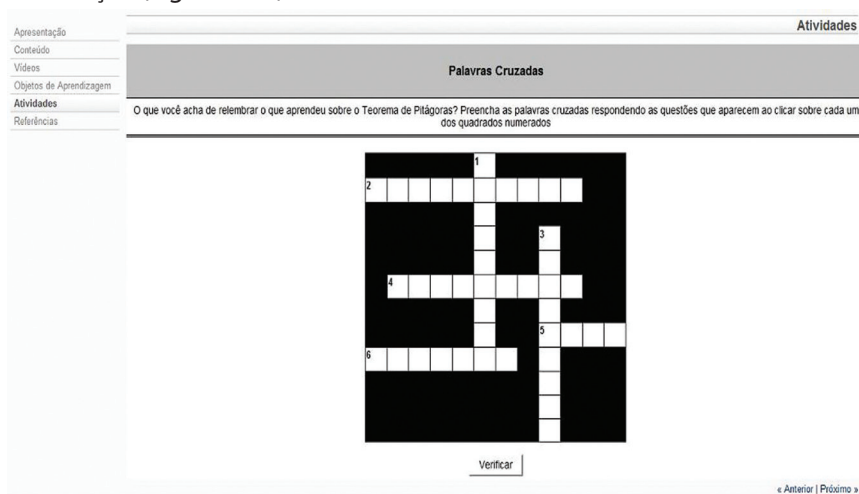 Atividades
Apresentação
Conteúdo
Vídeos
Objetos de Aprendizagem
Atividades
Referências
Palavras Cruzadas
O que você acha de relembrar o que aprendeu sobre o Teorema de Pitágoras? Preencha as palavras cruzadas respondendo as questões que aparecem ao clicar sobre cada um
dos quadrados numerados
1
2
3
4
5
6
Verificar
« Anterior | Próximo »